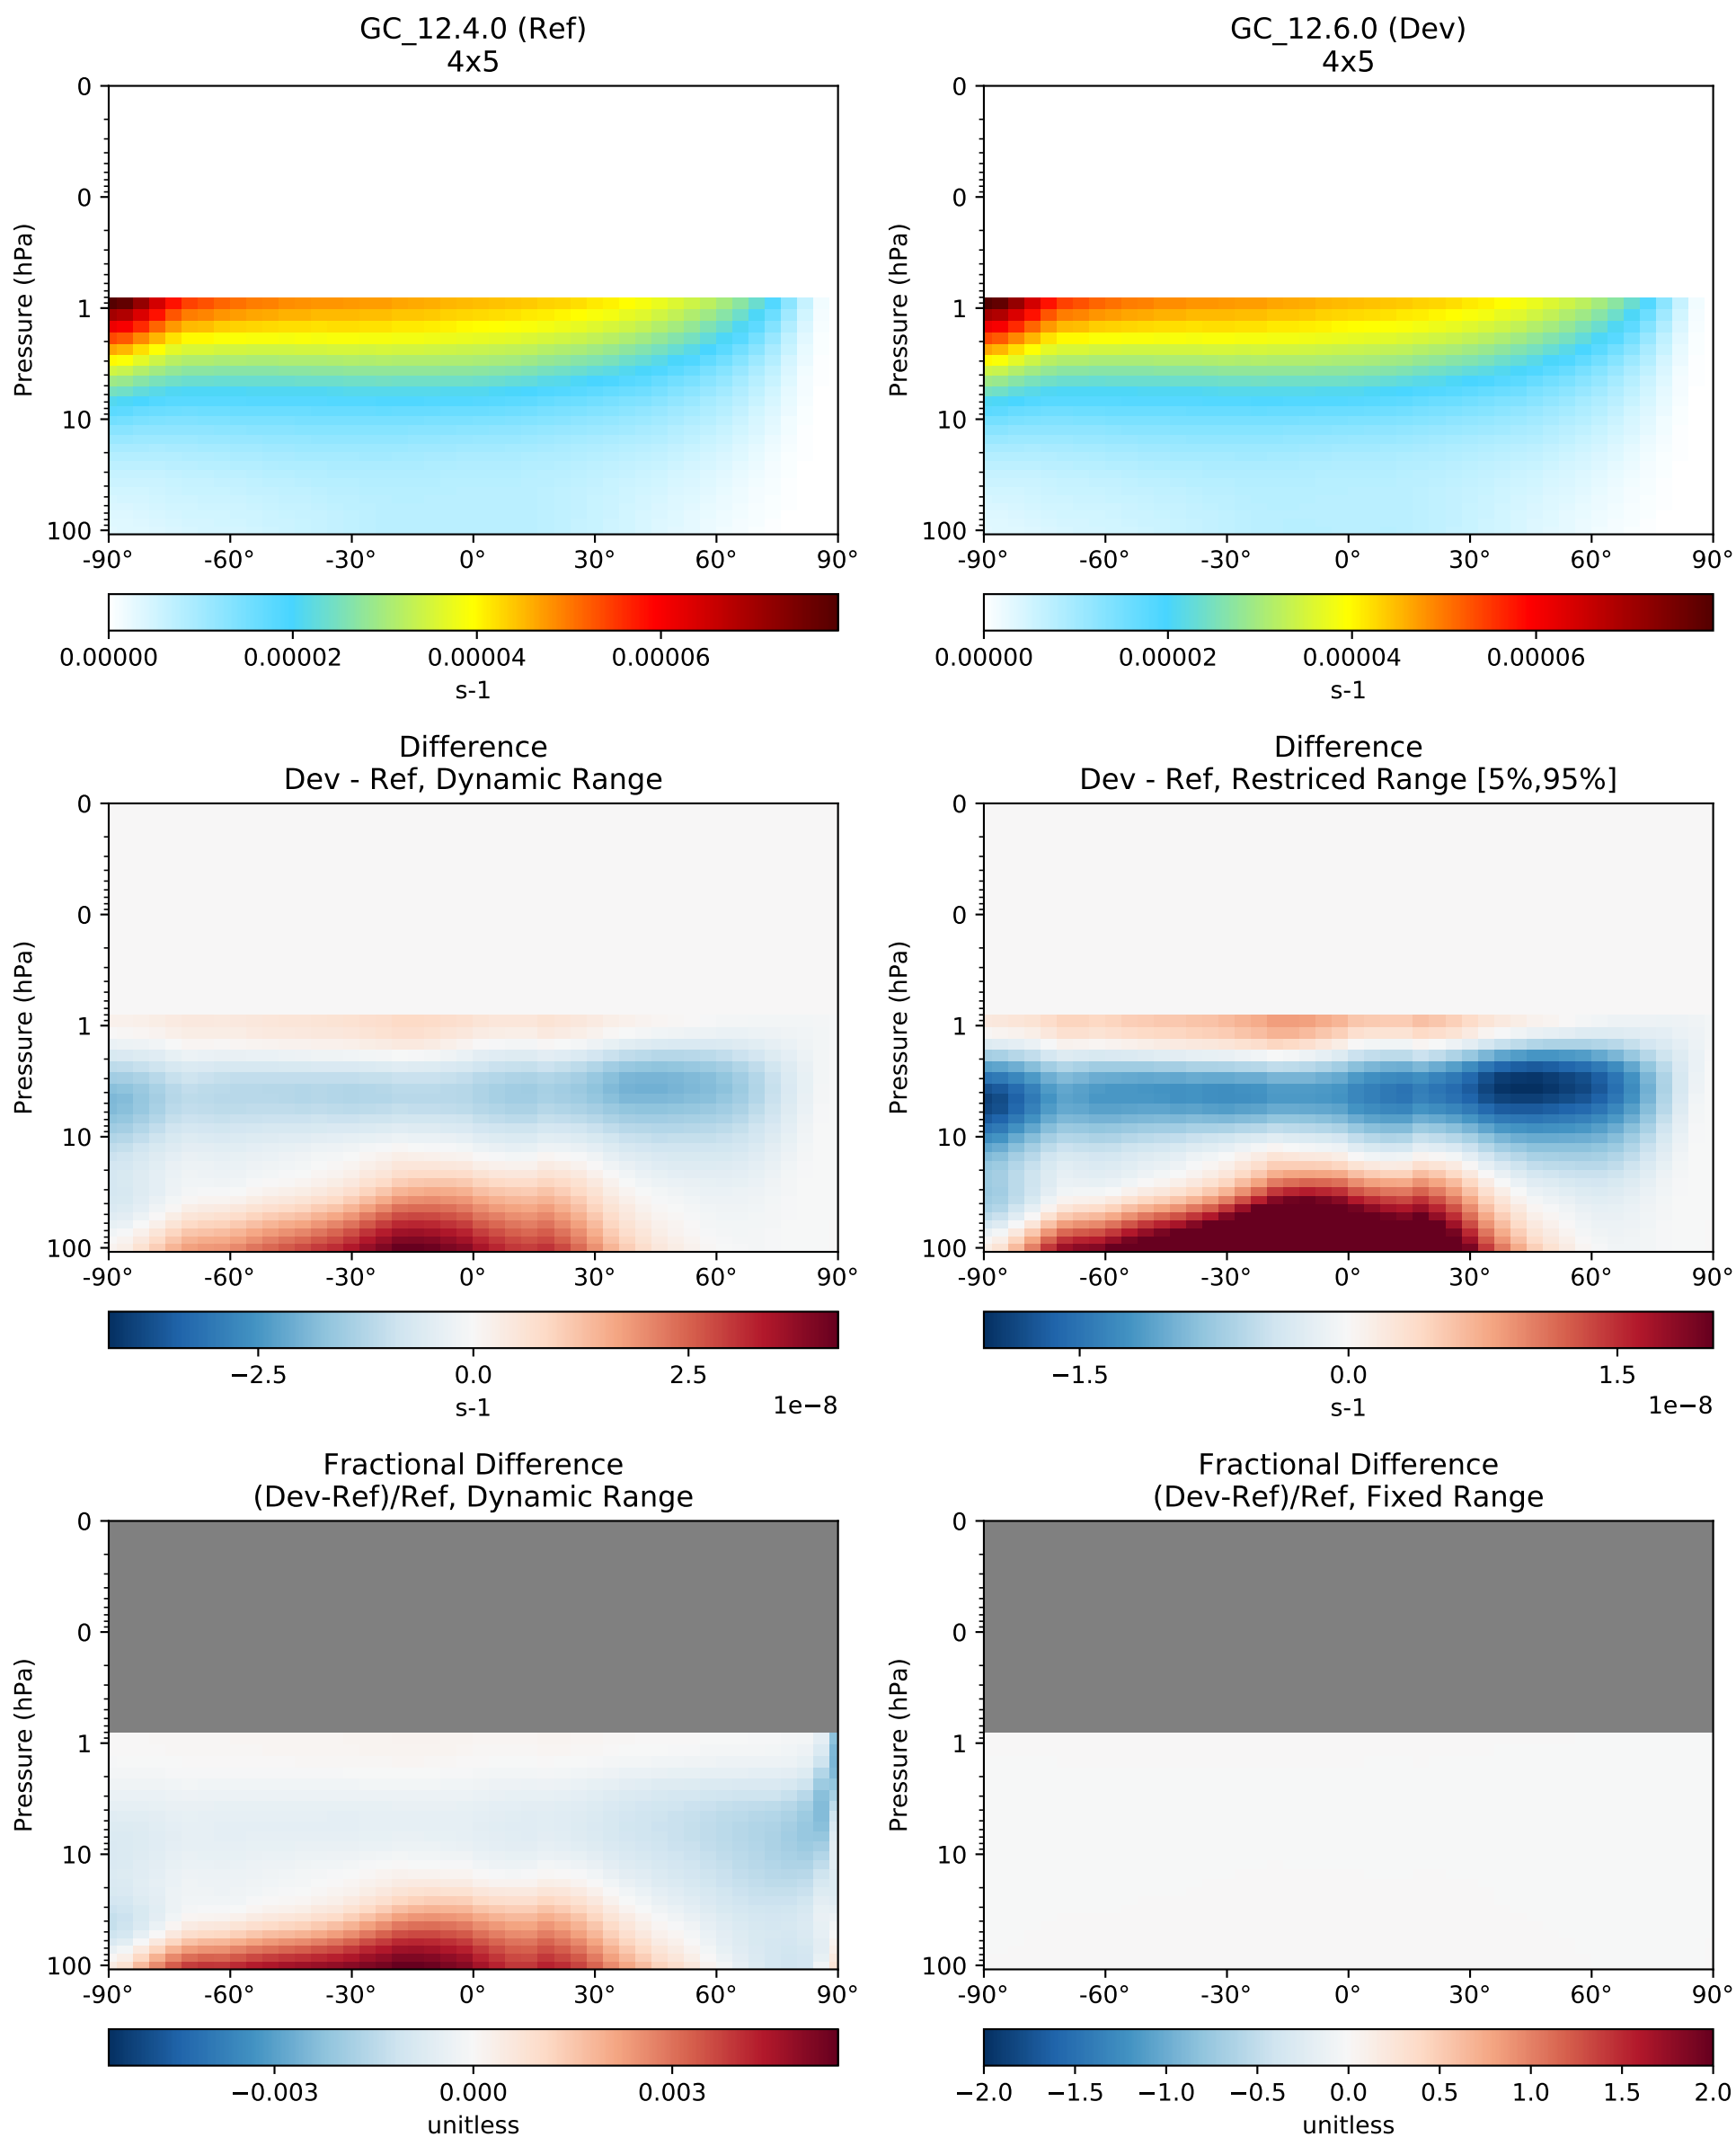 GC_12.4.0 (Ref)
4x5
0
0
1
10
100
Pressure (hPa)
-90° -60° -30° 0° 30° 60° 90°
0.00000 0.00002 0.00004 0.00006
s-1
GC_12.6.0 (Dev)
4x5
0
0
1
10
100
Pressure (hPa)
-90° -60° -30° 0° 30° 60° 90°
0.00000 0.00002 0.00004 0.00006
s-1
Difference
Dev - Ref, Dynamic Range
0
0
1
10
100
Pressure (hPa)
-90° -60° -30° 0° 30° 60° 90°
−2.5 0.0 2.5
s-1
1e−8
Difference
Dev - Ref, Restriced Range [5%,95%]
0
0
1
10
100
Pressure (hPa)
-90° -60° -30° 0° 30° 60° 90°
−1.5 0.0 1.5
s-1
1e−8
Fractional Difference
(Dev-Ref)/Ref, Dynamic Range
0
0
1
10
100
Pressure (hPa)
-90° -60° -30° 0° 30° 60° 90°
−0.003 0.000 0.003
unitless
Fractional Difference
(Dev-Ref)/Ref, Fixed Range
0
0
1
10
100
Pressure (hPa)
-90° -60° -30° 0° 30° 60° 90°
−2.0 −1.5 −1.0 −0.5 0.0 0.5 1.0 1.5 2.0
unitless